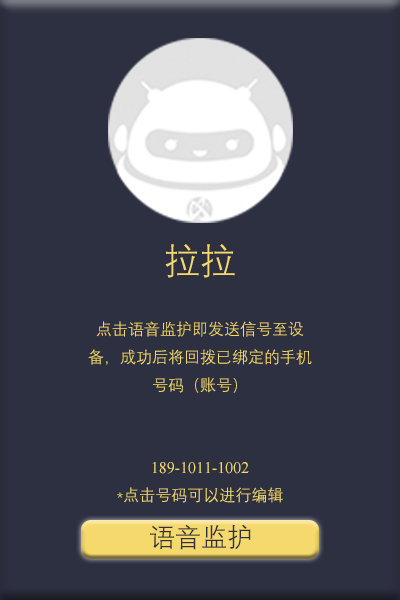 拉拉
点击语音监护即发送信号至设
备，成功后将回拨已绑定的手机
号码（账号）
189-1011-1002
*点击号码可以进行编辑
语音监护